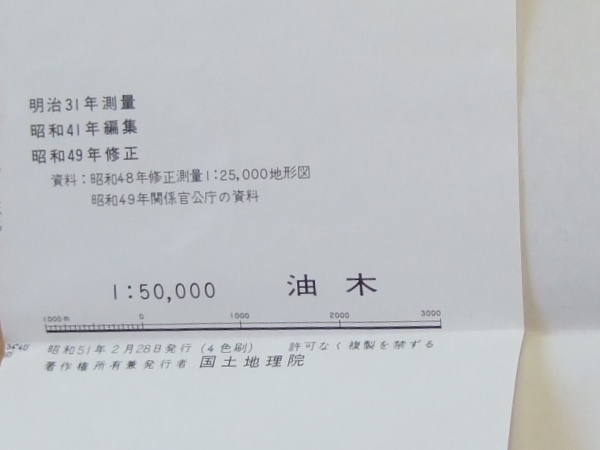 明治31年測量
昭和41年編集
昭和49年修正
資料：昭和48年修正測量1:25,000地形図
昭和49年関係官公庁の資料
1:50,000 油木
1000m 0 1000 2000 3000
昭和51年2月28日発行（4色刷） 許可なく複製を禁ずる
著作権所有兼発行者 国土地理院